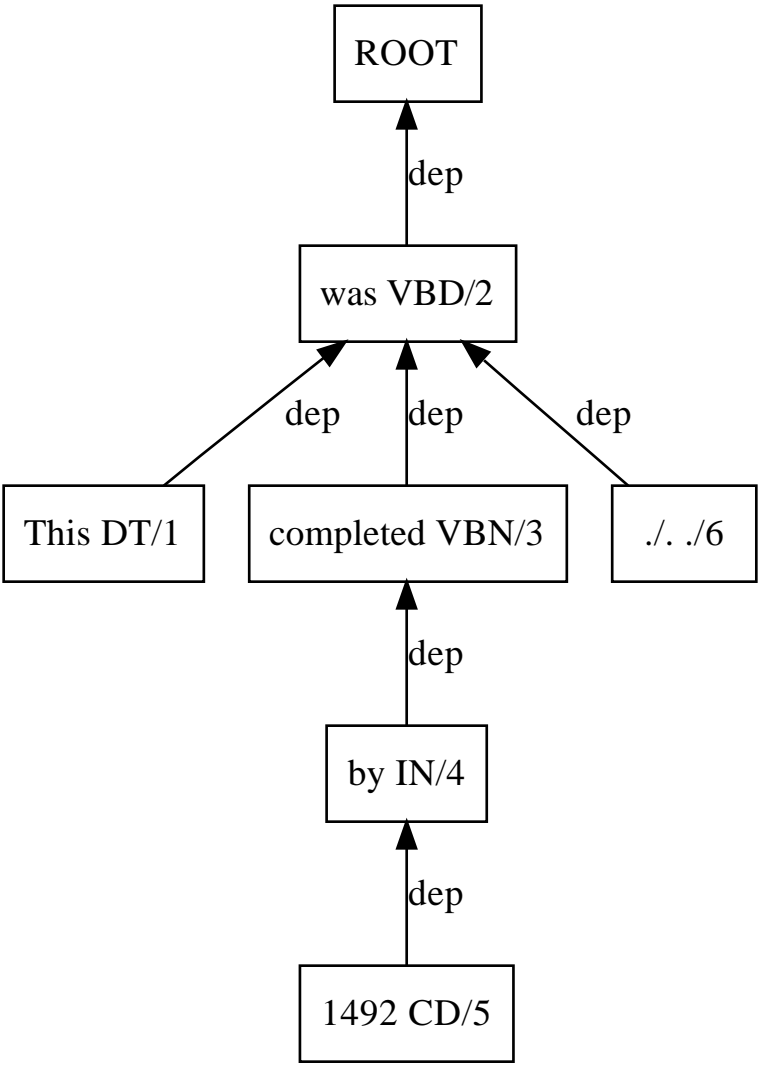 ROOT
dep
was VBD/2
dep dep dep
This DT/1 completed VBN/3 ./. ./6
dep
by IN/4
dep
1492 CD/5